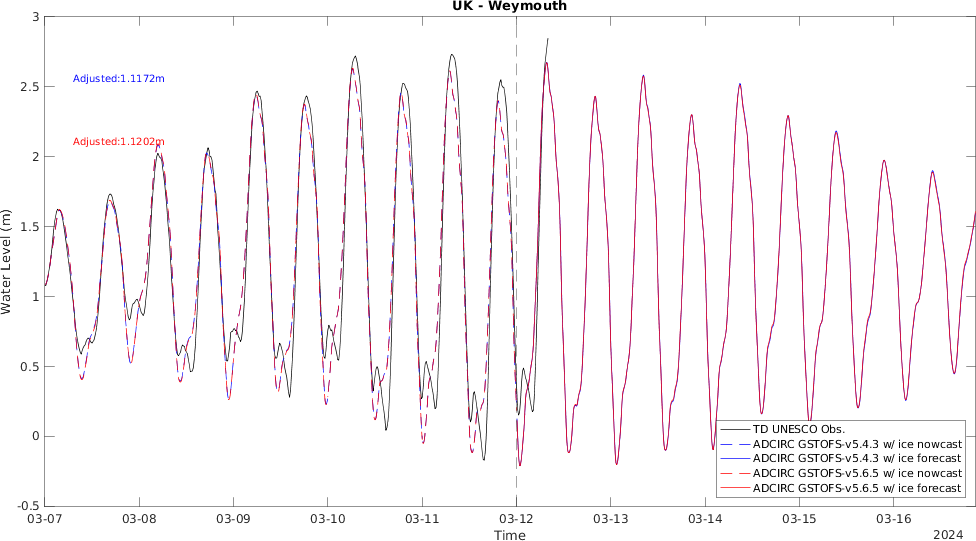 UK - Weymouth
3
2.5
2
1.5
1
0.5
0
-0.5
Water Level (m)
Adjusted:1.1172m
Adjusted:1.1202m
TD UNESCO Obs.
ADCIRC GSTOFS-v5.4.3 w/ ice nowcast
ADCIRC GSTOFS-v5.4.3 w/ ice forecast
ADCIRC GSTOFS-v5.6.5 w/ ice nowcast
ADCIRC GSTOFS-v5.6.5 w/ ice forecast
03-07 03-08 03-09 03-10 03-11 03-12 03-13 03-14 03-15 03-16
Time
2024